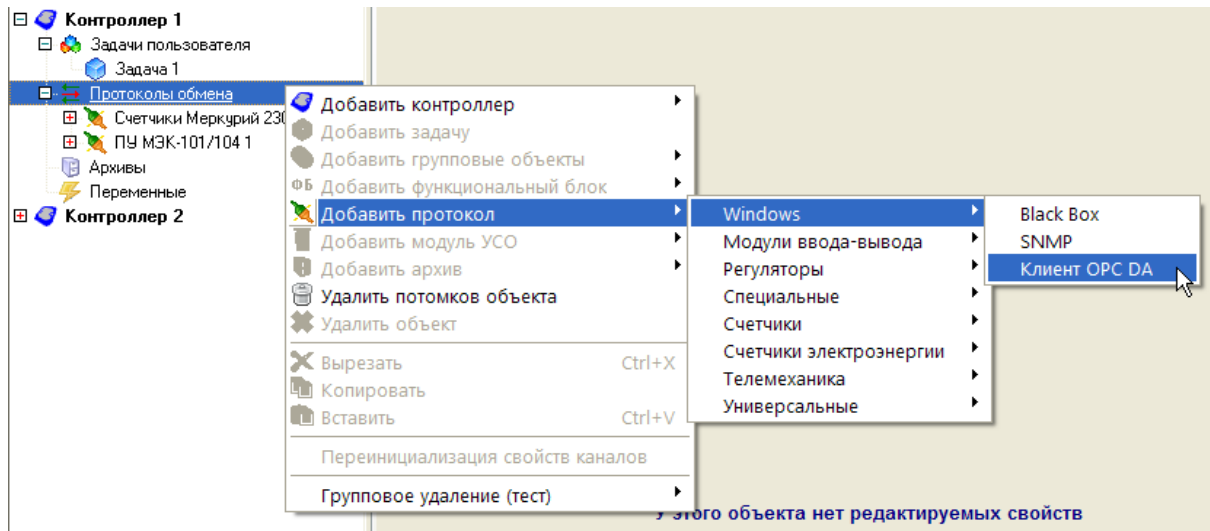 Контроллер 1
Задачи пользователя
Задача 1
Протоколы обмена
Счетчики Меркурий 230
ПУ МЭК-101/104 1
Архивы
Переменные
Контроллер 2
Добавить контроллер
Добавить задачу
Добавить групповые объекты
ФБ Добавить функциональный блок
Добавить протокол
Добавить модуль УСО
Добавить архив
Удалить потомков объекта
Удалить объект
Вырезать Ctrl+X
Копировать
Вставить Ctrl+V
Переинициализация свойств каналов
Групповое удаление (тест)
Windows
Модули ввода-вывода
Регуляторы
Специальные
Счетчики
Счетчики электроэнергии
Телемеханика
Универсальные
Black Box
SNMP
Клиент OPC DA
У этого объекта нет редактируемых свойств